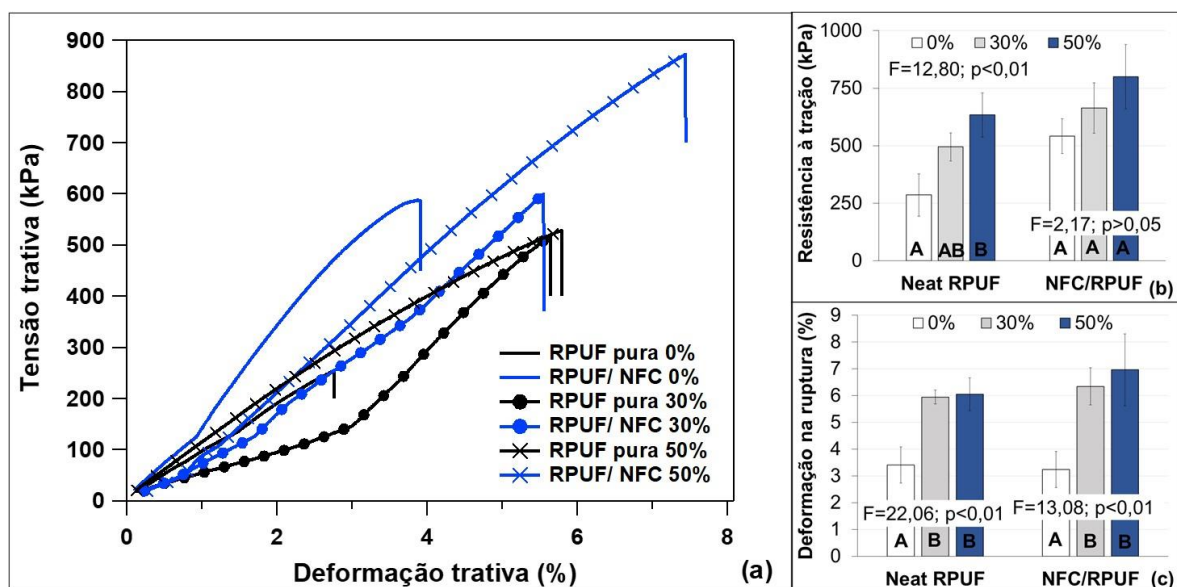 Tensão trativa (kPa)
900
800
700
600
500
400
300
200
100
0
RPUF pura 0%
RPUF/ NFC 0%
RPUF pura 30%
RPUF/ NFC 30%
RPUF pura 50%
RPUF/ NFC 50%
0 2 4 6 8
Deformação trativa (%)
(a)
Resistência à tração (kPa)
1000
750
500
250
0
0% 30% 50%
F=12,80; p<0,01
F=2,17; p>0,05
A AB B A A A
Neat RPUF NFC/RPUF
(b)
Deformação na ruptura (%)
9
8
7
6
5
4
3
2
1
0
0% 30% 50%
F=22,06; p<0,01
F=13,08; p<0,01
A B B A B B
Neat RPUF NFC/RPUF
(c)